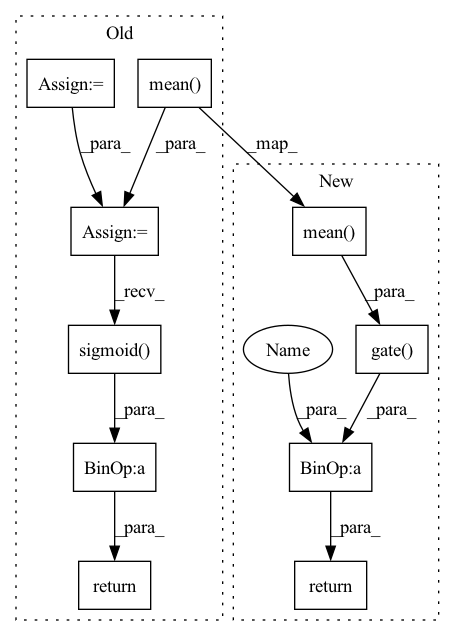 Old
Assign:=
mean()
_para_
_para_
_map_
New
Assign:=
mean()
_recv_
_para_
sigmoid()
Name
gate()
_para_
_para_
_para_
BinOp:a
BinOp:a
_para_
_para_
return
return